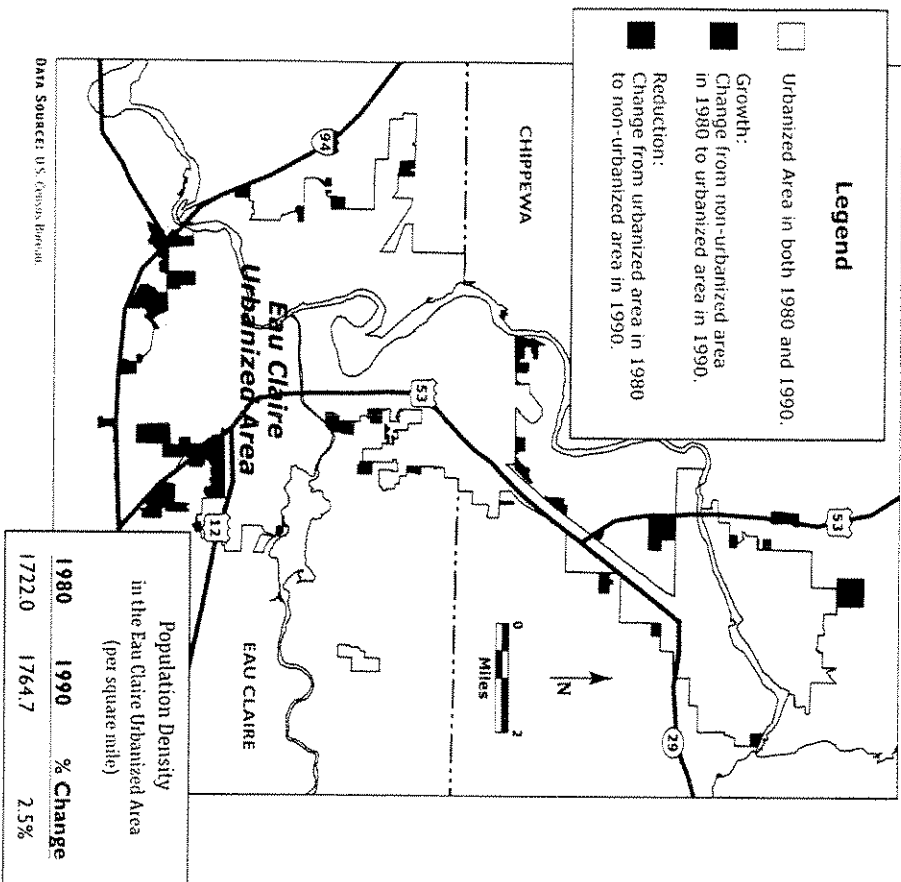 Legend
Urbanized Area in both 1980 and 1990.
Growth:
Change from non-urbanized area
in 1980 to urbanized area in 1990.
Reduction:
Change from urbanized area in 1980
to non-urbanized area in 1990.
CHIPPEWA
53
94
53
29
N
0 2
Miles
Eau Claire
Urbanized Area
12
EAU CLAIRE
Population Density
in the Eau Claire Urbanized Area
(per square mile)
1980 1990 % Change
1722.0 1764.7 2.5%
DATA SOURCE: U.S. Census Bureau.